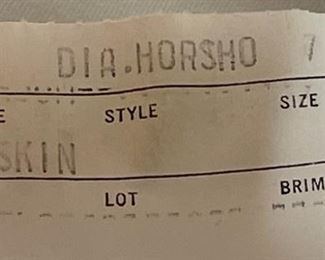 DIA.HORSHO 7
E STYLE SIZE
SKIN
LOT BRIM